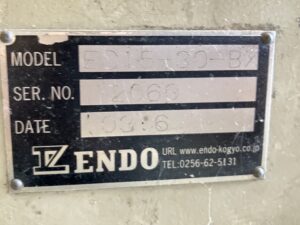 MODEL
SER. NO.
DATE
ENDO
URL www.endo-kogyo.co.jp
TEL:0256-62-5131